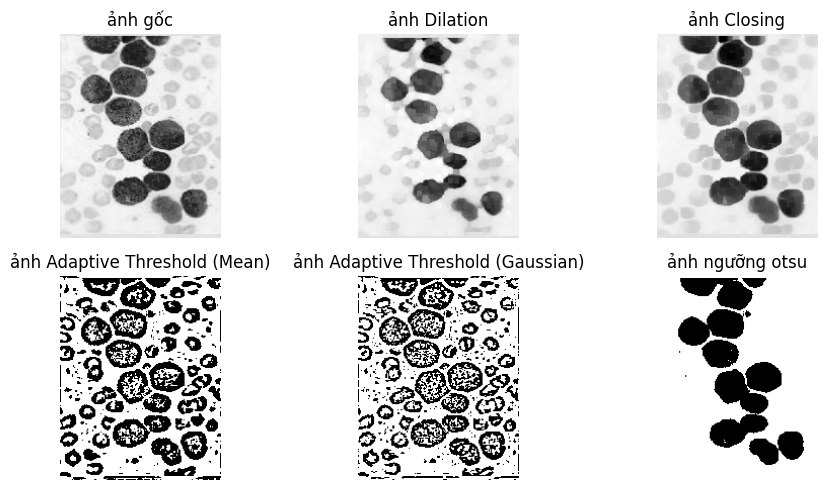 ảnh gốc
ảnh Dilation
ảnh Closing
ảnh Adaptive Threshold (Mean)
ảnh Adaptive Threshold (Gaussian)
ảnh ngưỡng otsu